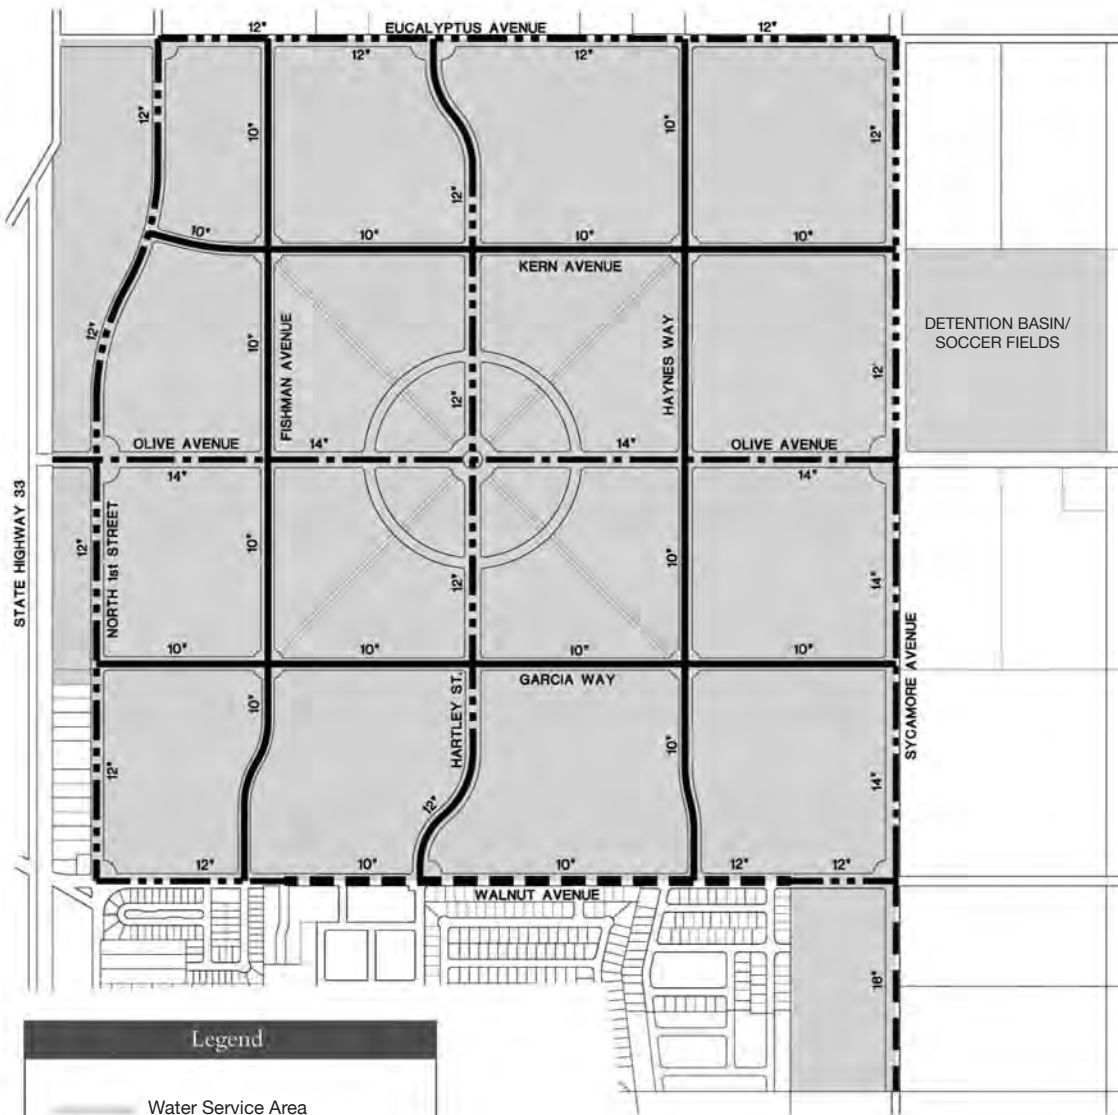 12"
EUCALYPTUS AVENUE
12"
12"
12"
12"
10"
10"
12"
12"
10"
10"
10"
10"
KERN AVENUE
DETENTION BASIN/
SOCCER FIELDS
12"
10"
FISHMAN AVENUE
12"
HAYNES WAY
12'
OLIVE AVENUE
14"
14"
OLIVE AVENUE
14"
14"
STATE HIGHWAY 33
12"
NORTH 1st STREET
10"
12"
10"
14"
10"
10"
10"
10"
GARCIA WAY
SYCAMORE AVENUE
12"
10"
HARTLEY ST.
12"
10"
14"
12"
10"
10"
12"
12"
WALNUT AVENUE
Legend
Water Service Area